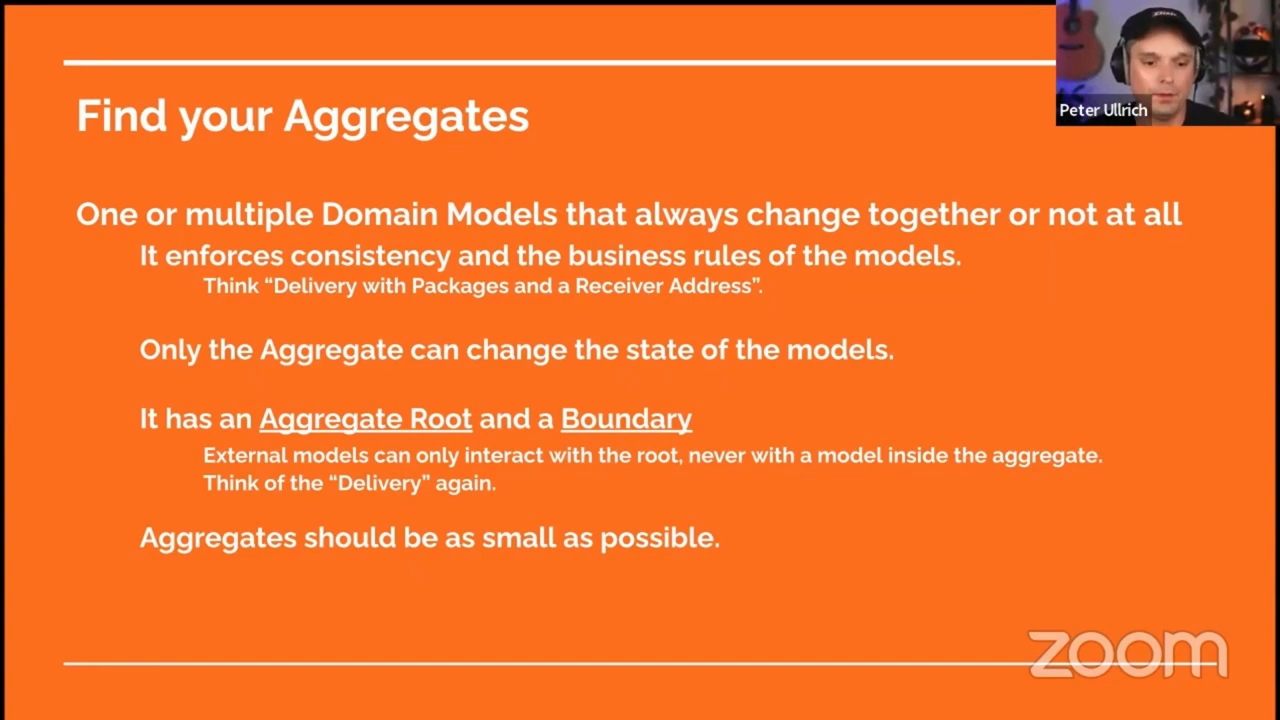 Find your Aggregates
Peter Ullrich
One or multiple Domain Models that always change together or not at all
It enforces consistency and the business rules of the models.
Think “Delivery with Packages and a Receiver Address”.
Only the Aggregate can change the state of the models.
It has an Aggregate Root and a Boundary
External models can only interact with the root, never with a model inside the aggregate.
Think of the “Delivery” again.
Aggregates should be as small as possible.
zoom